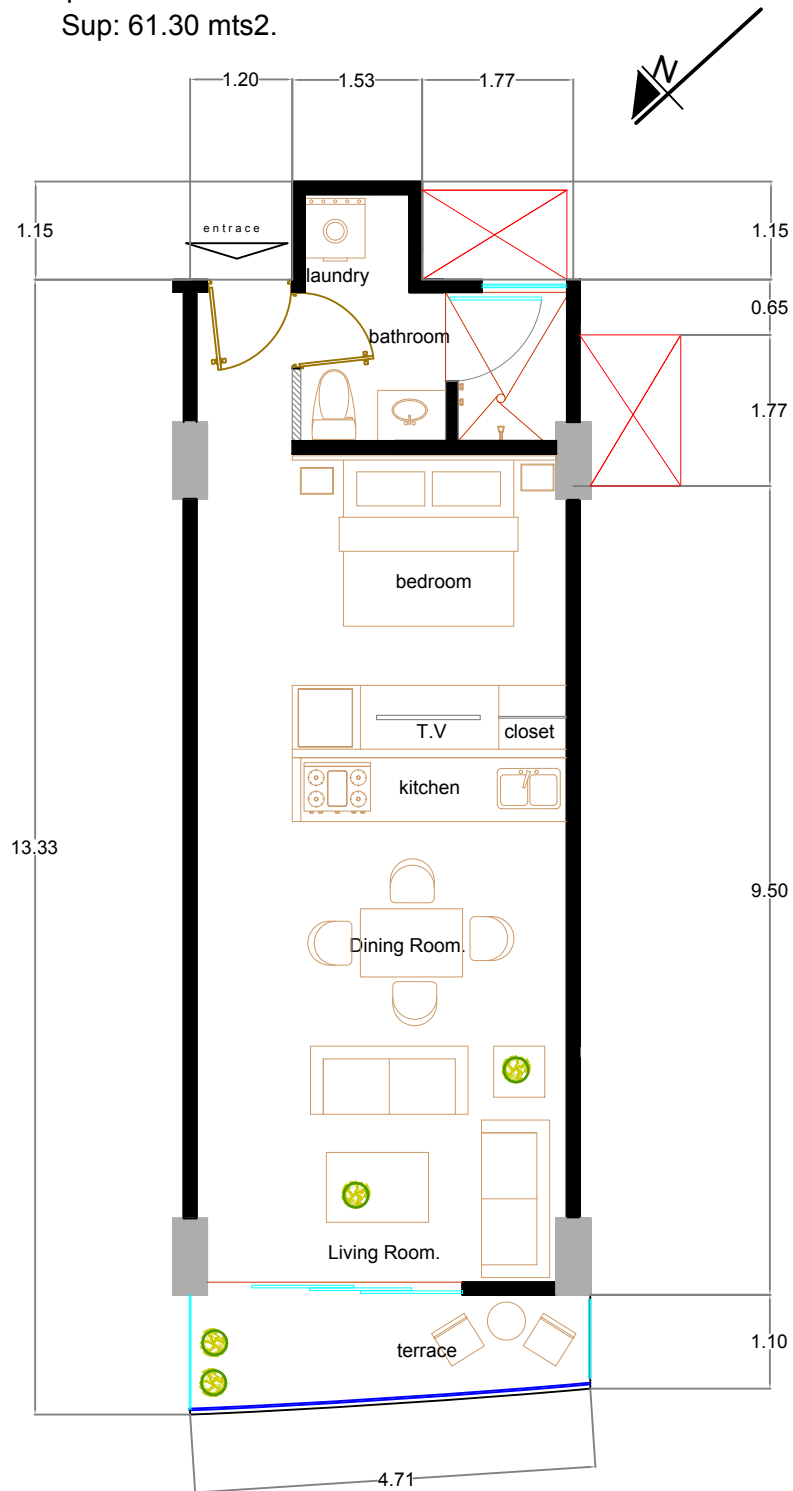 Sup: 61.30 mts2.
N
1.20 1.53 1.77
1.15
entrace
1.15
laundry
0.65
bathroom
1.77
bedroom
T.V closet
kitchen
13.33
9.50
Dining Room.
Living Room.
terrace
1.10
4.71